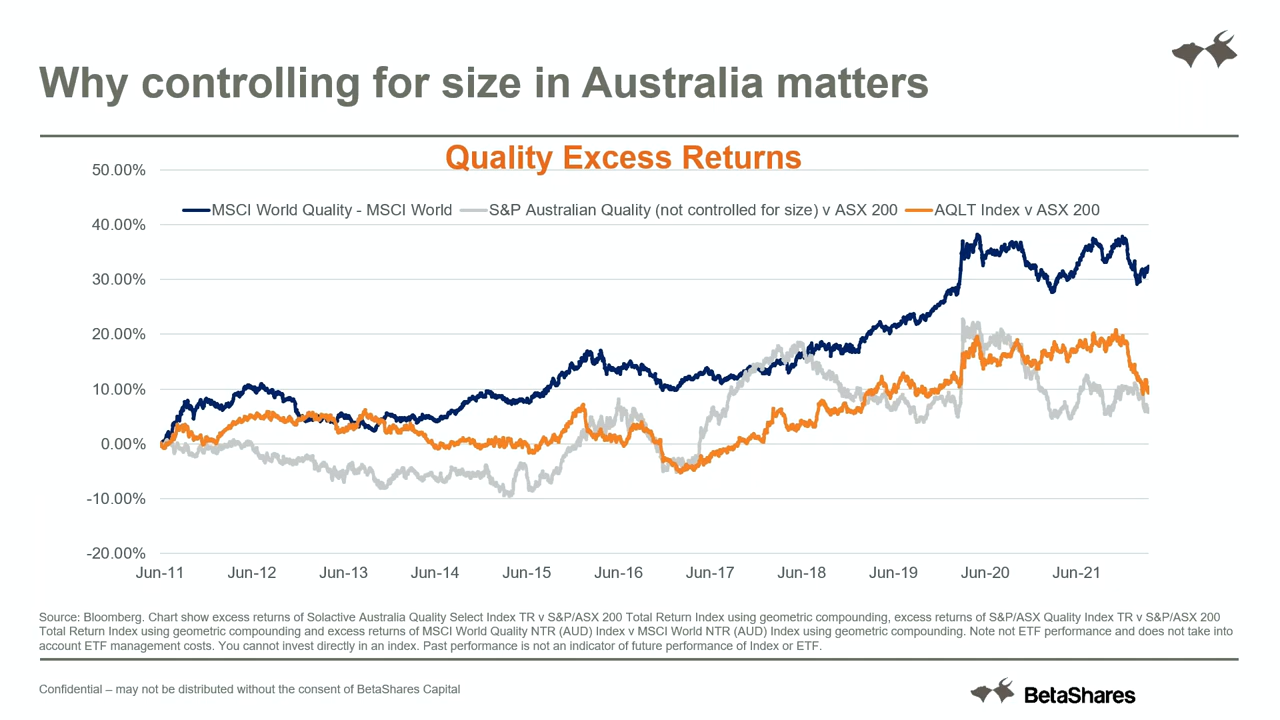 Why controlling for size in Australia matters
Quality Excess Returns
50.00%
MSCI World Quality - MSCI World S&P Australian Quality (not controlled for size) v ASX 200 AQLT Index v ASX 200
40.00%
30.00%
20.00%
10.00%
0.00%
-10.00%
-20.00%
Jun-11 Jun-12 Jun-13 Jun-14 Jun-15 Jun-16 Jun-17 Jun-18 Jun-19 Jun-20 Jun-21
Source: Bloomberg. Chart show excess returns of Solactive Australia Quality Select Index TR v S&P/ASX 200 Total Return Index using geometric compounding, excess returns of S&P/ASX Quality Index TR v S&P/ASX 200
Total Return Index using geometric compounding and excess returns of MSCI World Quality NTR (AUD) Index v MSCI World NTR (AUD) Index using geometric compounding. Note not ETF performance and does not take into
account ETF management costs. You cannot invest directly in an index. Past performance is not an indicator of future performance of Index or ETF.
Confidential – may not be distributed without the consent of BetaShares Capital
BetaShares